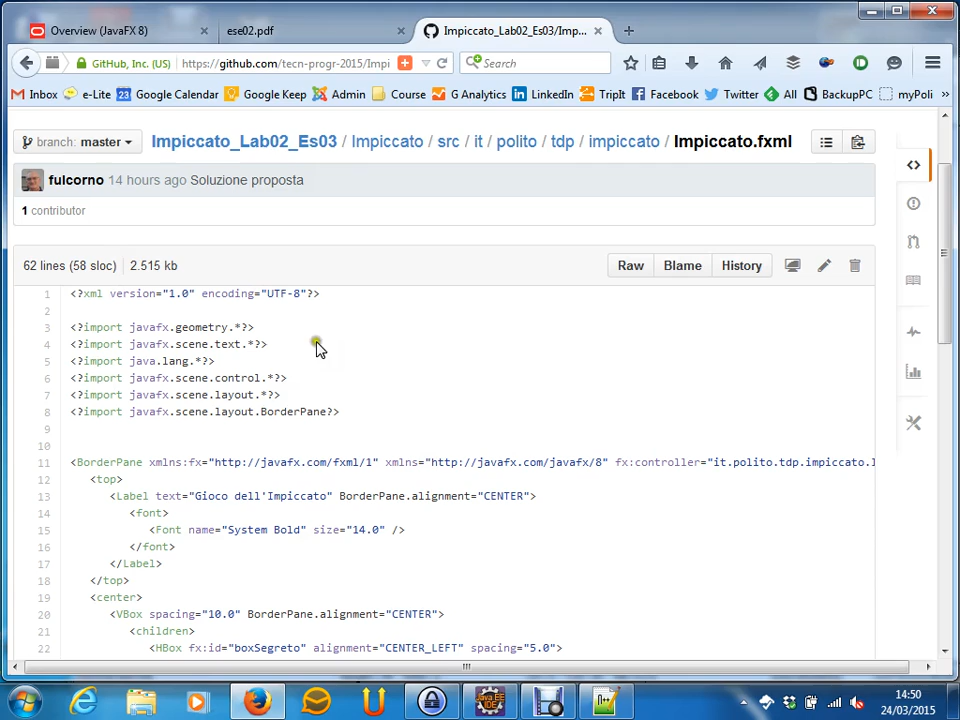 Overview (JavaFX 8)
ese02.pdf
Impiccato_Lab02_Es03/Imp...
GitHub, Inc. (US)
https://github.com/tecn-progr-2015/Impi
Search
Inbox
e-Lite
23 Google Calendar
Google Keep
Admin
Course
G Analytics
LinkedIn
TripIt
Facebook
Twitter
All
BackupPC
myPoli
»
branch: master
Impiccato_Lab02_Es03 / Impiccato / src / it / polito / tdp / impiccato / Impiccato.fxml
fulcorno 14 hours ago Soluzione proposta
1 contributor
62 lines (58 sloc) 2.515 kb
Raw Blame History
1 <?xml version="1.0" encoding="UTF-8"?>
2
3 <?import javafx.geometry.*?>
4 <?import javafx.scene.text.*?>
5 <?import java.lang.*?>
6 <?import javafx.scene.control.*?>
7 <?import javafx.scene.layout.*?>
8 <?import javafx.scene.layout.BorderPane?>
9
10
11 <BorderPane xmlns:fx="http://javafx.com/fxml/1" xmlns="http://javafx.com/javafx/8" fx:controller="it.polito.tdp.impiccato.
12 <top>
13 <Label text="Gioco dell'Impiccato" BorderPane.alignment="CENTER">
14 <font>
15 <Font name="System Bold" size="14.0" />
16 </font>
17 </Label>
18 </top>
19 <center>
20 <VBox spacing="10.0" BorderPane.alignment="CENTER">
21 <children>
22 <HBox fx:id="boxSegreto" alignment="CENTER_LEFT" spacing="5.0">
Java EE
IDE
14:50
24/03/2015